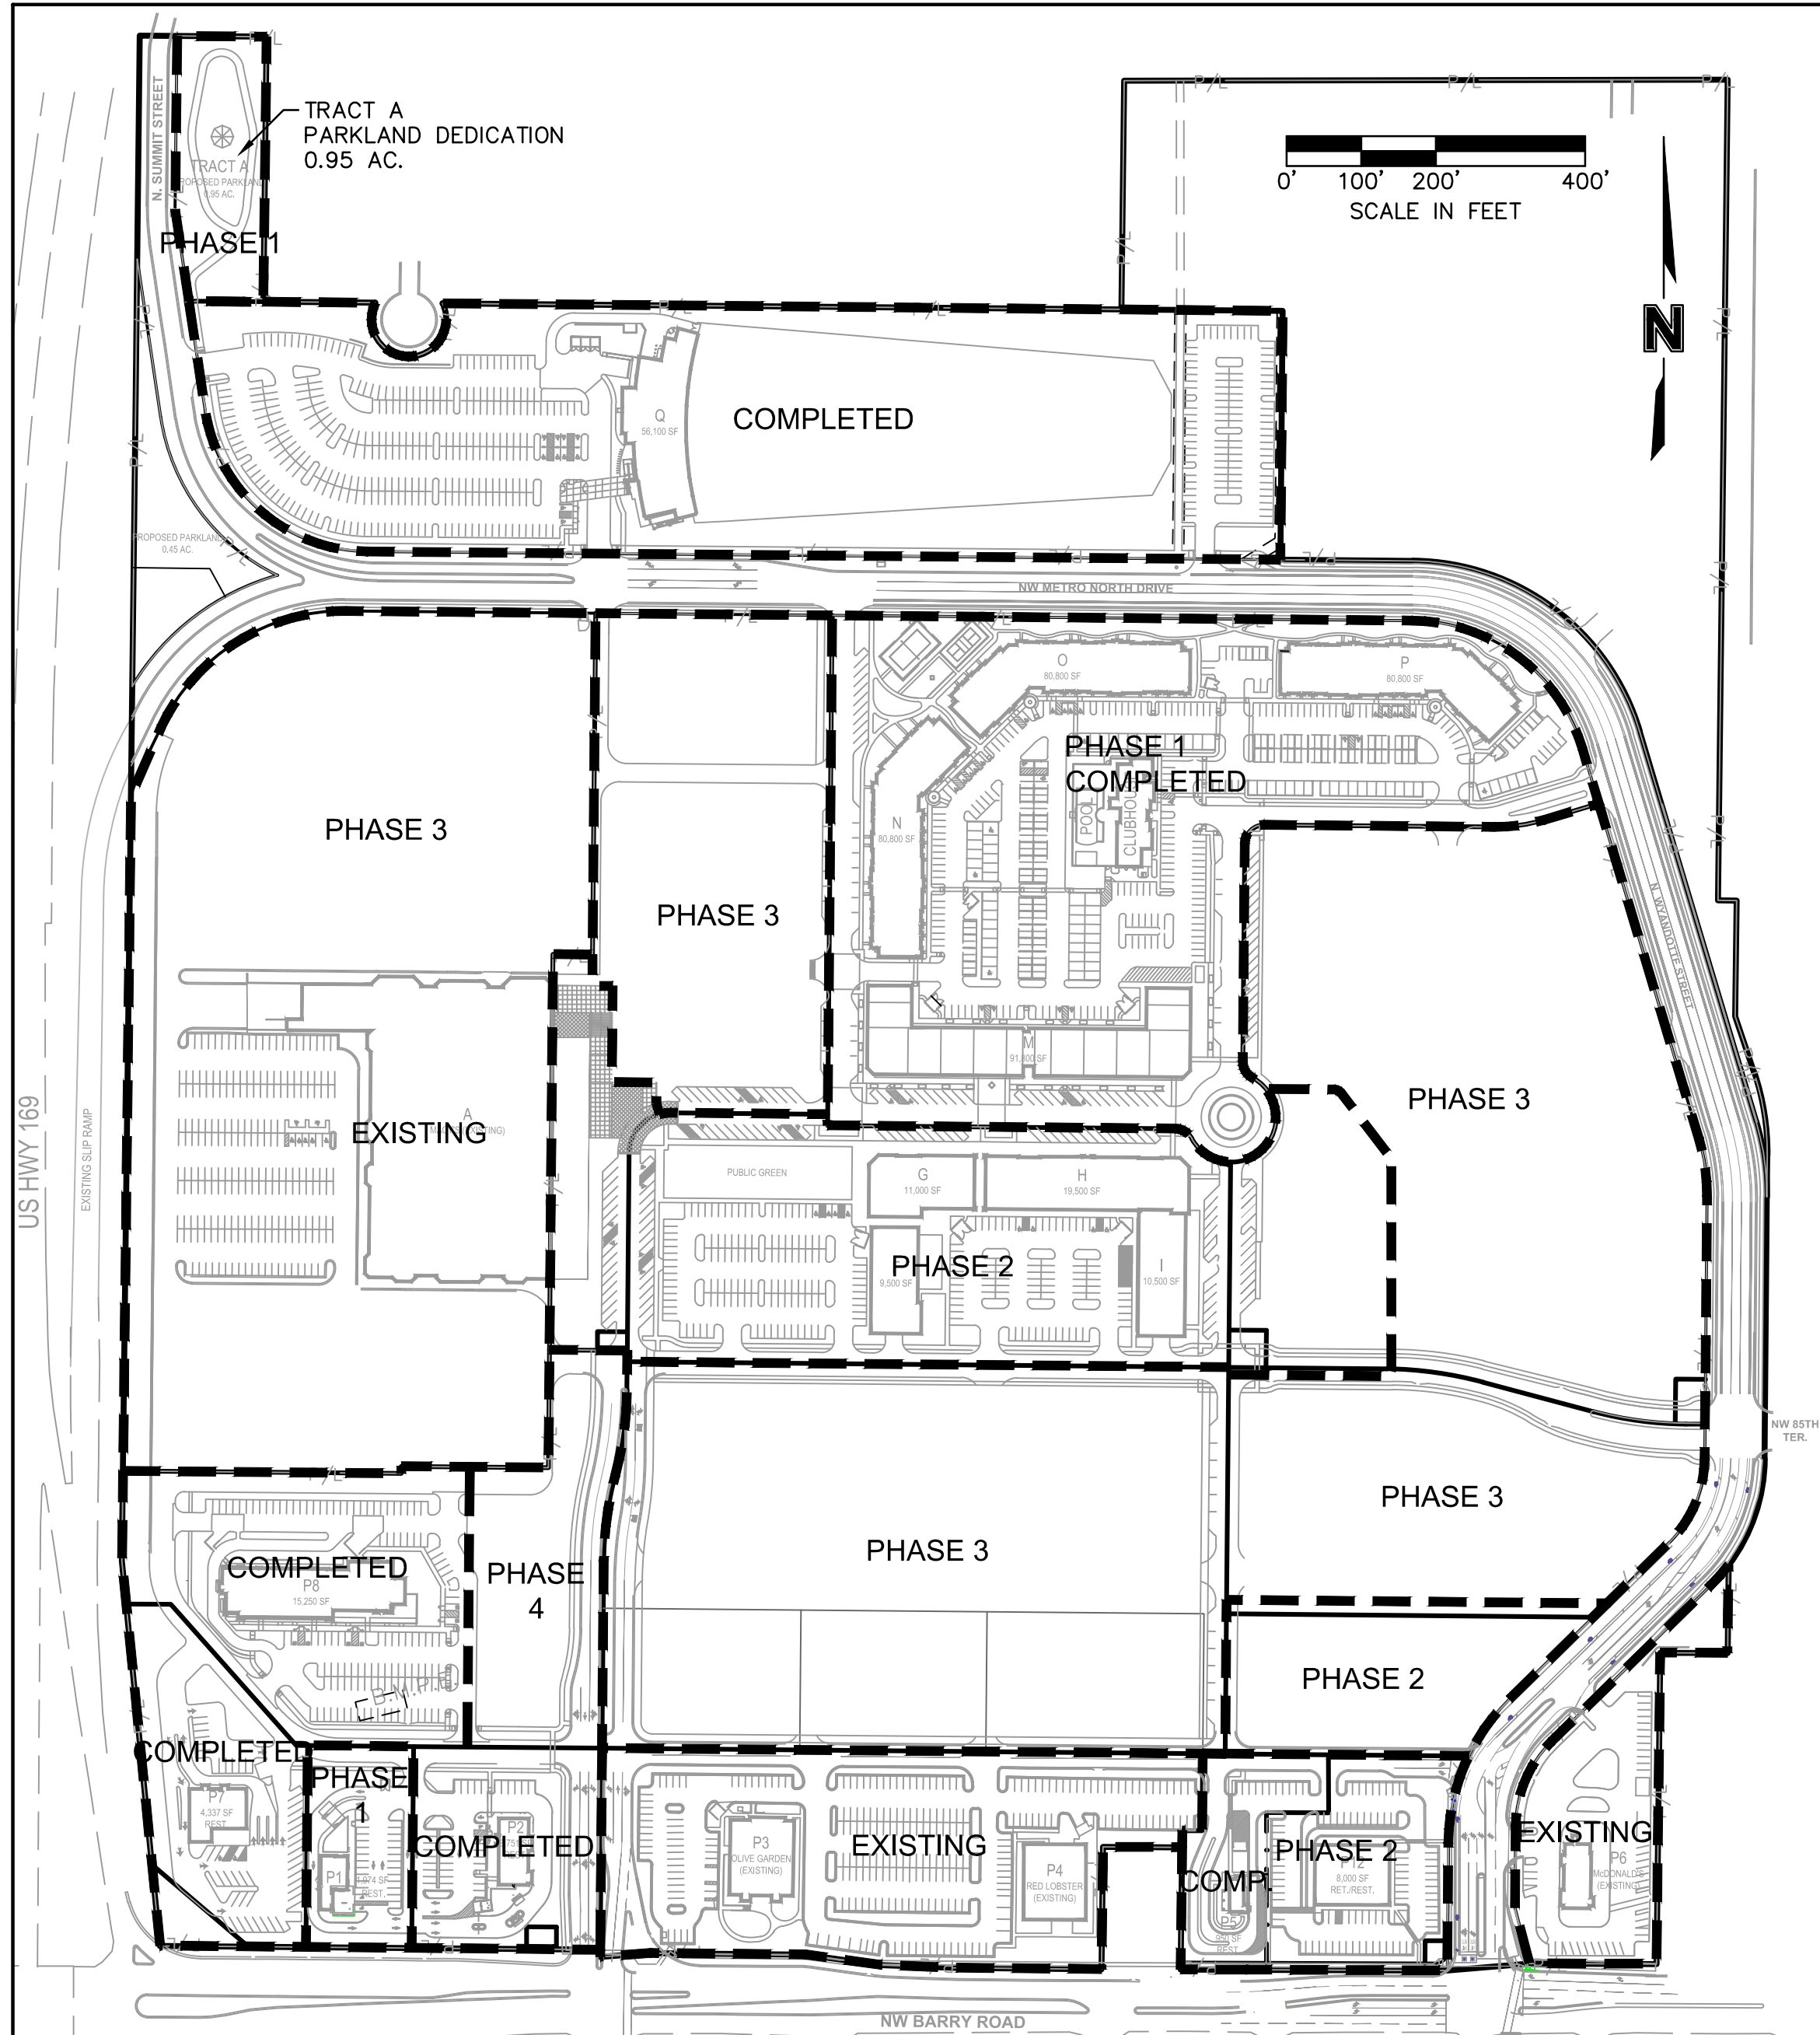 N. SUMMIT STREET
TRACT A
PARKLAND DEDICATION
0.95 AC.
TRACT A
0.95 AC.
PHASE 1
0' 100' 200' 400'
SCALE IN FEET
N
Q
56,100 SF
COMPLETED
PROPOSED PARKLAND
0.45 AC.
NW METRO NORTH DRIVE
O
80,800 SF
P
80,800 SF
PHASE 1
COMPLETED
POOL
CLUBHOUSE
N
80,800 SF
PHASE 3
PHASE 3
N. WYANDOTTE STREET
M
91,800 SF
PHASE 3
US HWY 169
EXISTING SLIP RAMP
A
EXISTING
PUBLIC GREEN
G
11,000 SF
H
19,500 SF
PHASE 2
9,500 SF
I
10,500 SF
NW 85TH
TER.
PHASE 3
PHASE 3
COMPLETED
P8
15,250 SF
PHASE
4
PHASE 2
B.M.P.
COMPLETED
P7
4,337 SF
REST.
PHASE
1
P1
REST.
COMPLETED
P2
P3
OLIVE GARDEN
(EXISTING)
EXISTING
P4
RED LOBSTER
(EXISTING)
COMP.
P5
950 SF
REST.
PHASE 2
P12
8,000 SF
RET./REST.
EXISTING
P6
McDONALDS
(EXISTING)
NW BARRY ROAD
P/L